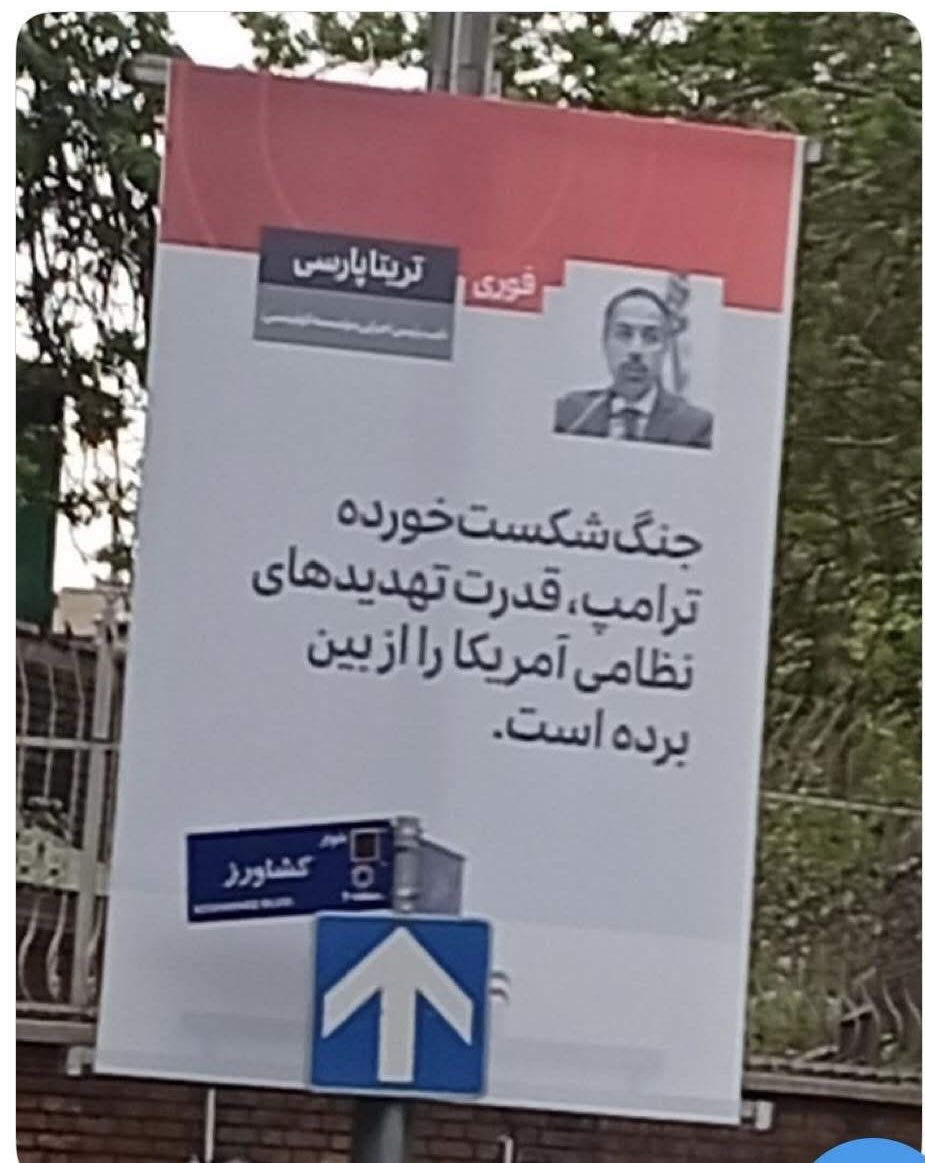 تریتا پارسی
فوری
جنگ شکست‌خورده
ترامپ، قدرت تهدیدهای
نظامی آمریکا را از بین
برده است.
بلوار
کشاورز